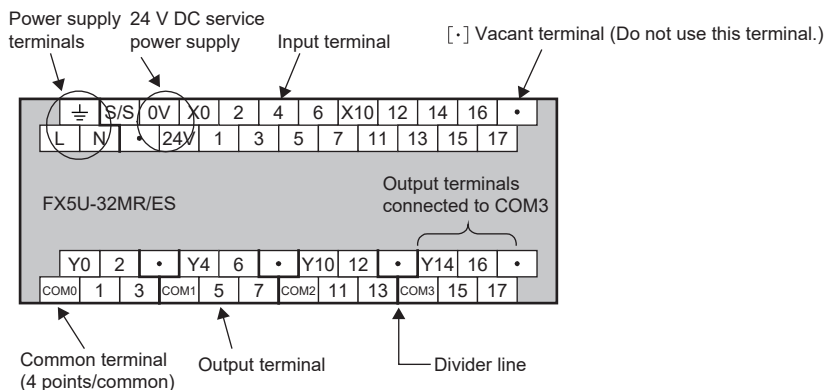 Power supply
terminals
24 V DC service
power supply
Input terminal
[·] Vacant terminal (Do not use this terminal.)
S/S 0V X0 2 4 6 X10 12 14 16 •
L N • 24V 1 3 5 7 11 13 15 17
FX5U-32MR/ES
Output terminals
connected to COM3
Y0 2 • Y4 6 • Y10 12 • Y14 16 •
COM0 1 3 COM1 5 7 COM2 11 13 COM3 15 17
Common terminal
(4 points/common)
Output terminal
Divider line